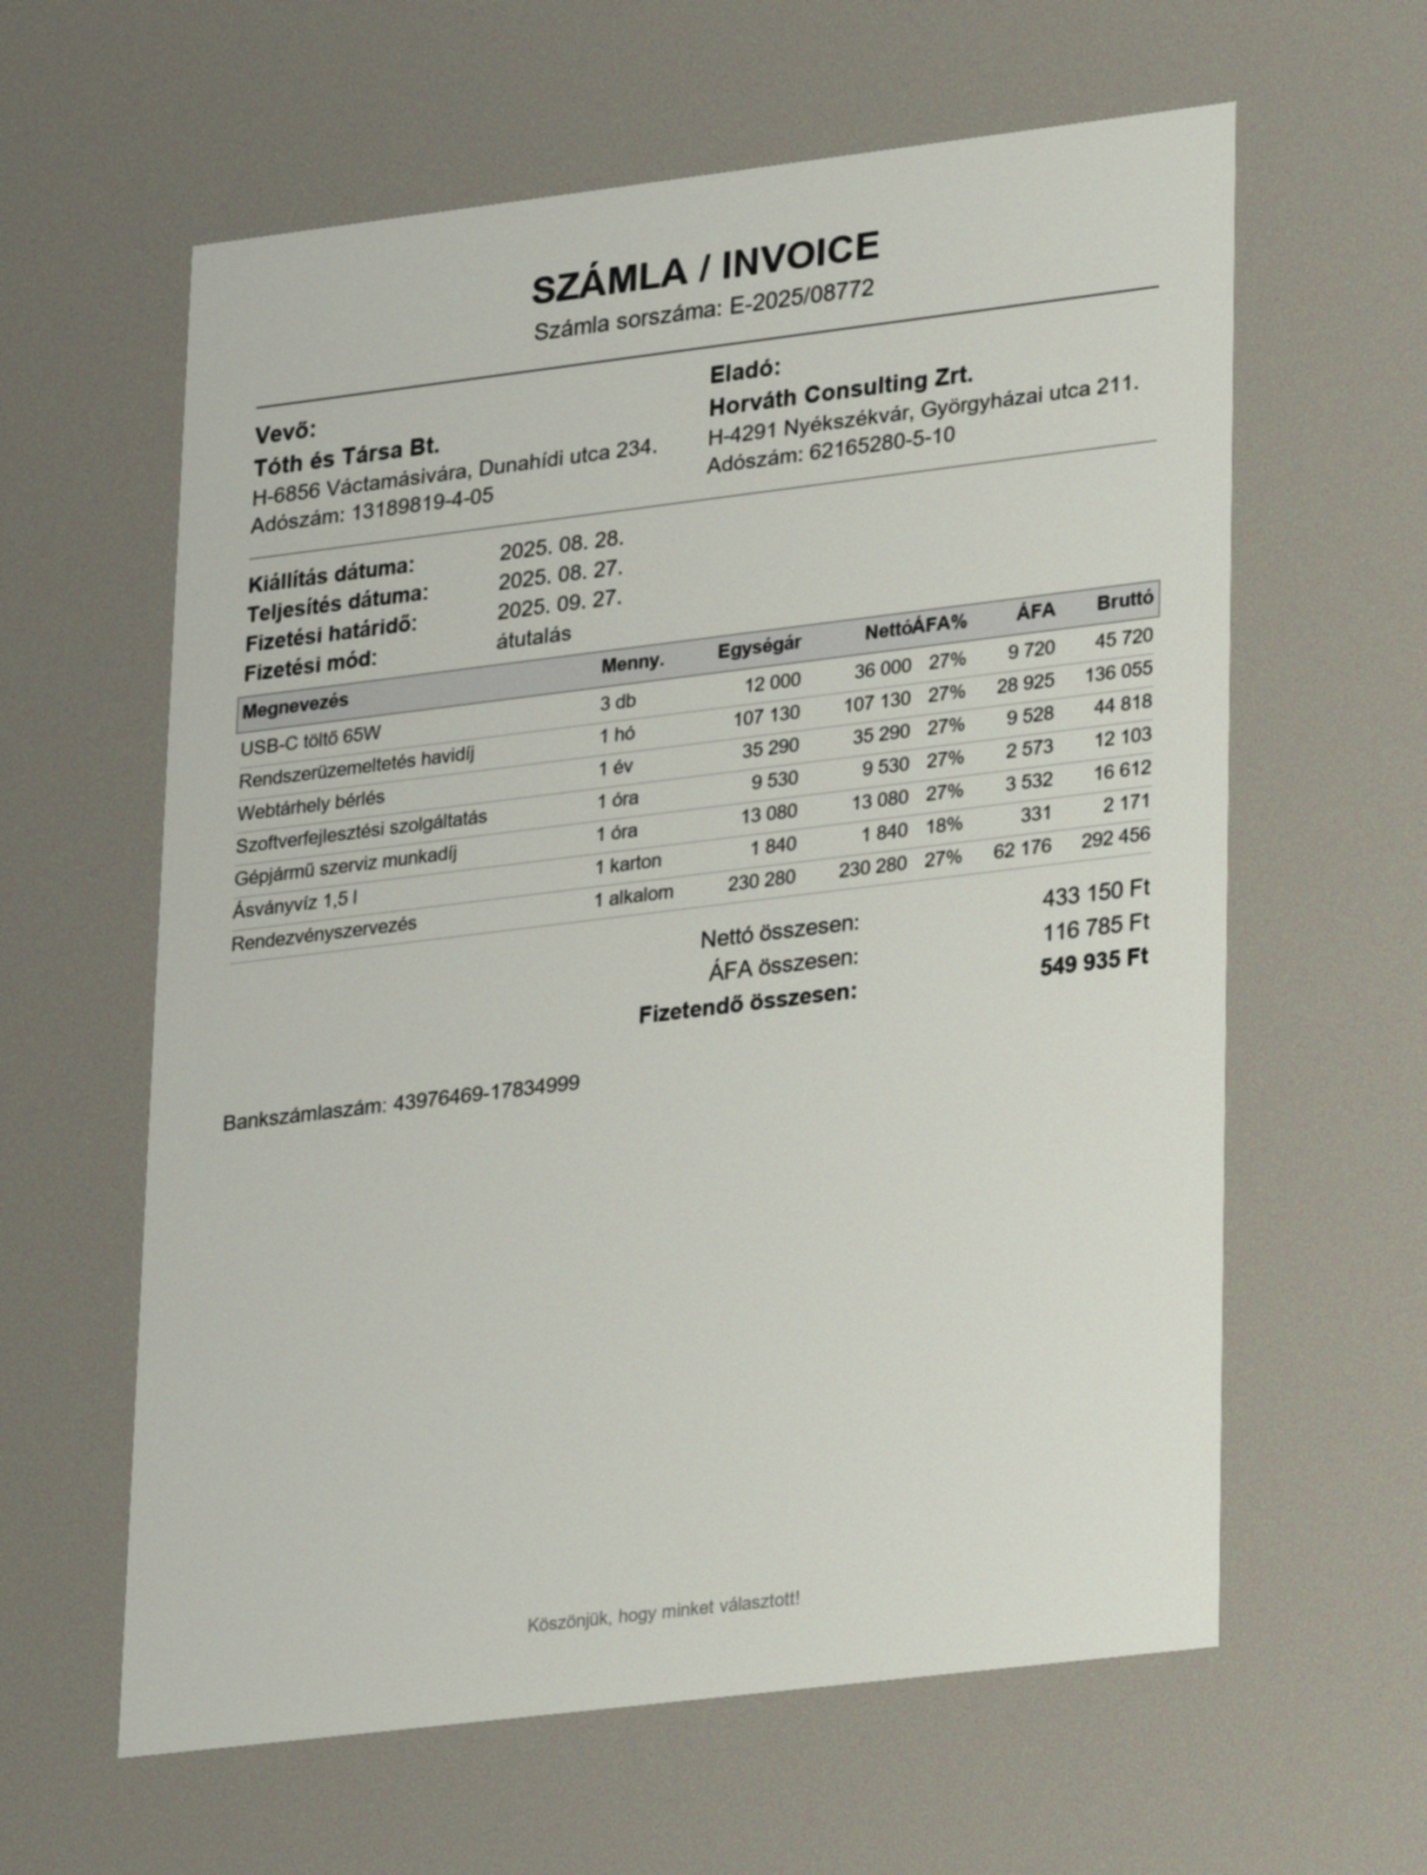 SZÁMLA / INVOICE
Számla sorszáma: E-2025/08772
Vevő:
Tóth és Társa Bt.
H-6856 Váctamásivára, Dunahídi utca 234.
Adószám: 13189819-4-05
Eladó:
Horváth Consulting Zrt.
H-4291 Nyékszékvár, Györgyházai utca 211.
Adószám: 62165280-5-10
Kiállítás dátuma: 2025. 08. 28.
Teljesítés dátuma: 2025. 08. 27.
Fizetési határidő: 2025. 09. 27.
Fizetési mód: átutalás
Megnevezés Menny. Egységár Nettó ÁFA% ÁFA Bruttó
USB-C töltő 65W 3 db 12 000 36 000 27% 9 720 45 720
Rendszerüzemeltetés havidíj 1 hó 107 130 107 130 27% 28 925 136 055
Webtárhely bérlés 1 év 35 290 35 290 27% 9 528 44 818
Szoftverfejlesztési szolgáltatás 1 óra 9 530 9 530 27% 2 573 12 103
Gépjármű szerviz munkadíj 1 óra 13 080 13 080 27% 3 532 16 612
Ásványvíz 1,5 l 1 karton 1 840 1 840 18% 331 2 171
Rendezvényszervezés 1 alkalom 230 280 230 280 27% 62 176 292 456
Nettó összesen: 433 150 Ft
ÁFA összesen: 116 785 Ft
Fizetendő összesen: 549 935 Ft
Bankszámlaszám: 43976469-17834999
Köszönjük, hogy minket választott!